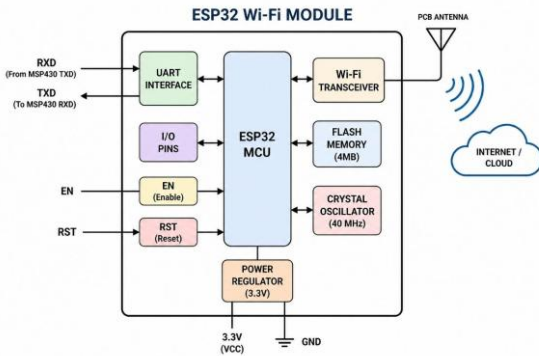 ESP32 Wi-Fi MODULE
PCB ANTENNA
RXD
(From MSP430 TXD)
TXD
(To MSP430 RXD)
UART
INTERFACE
Wi-Fi
TRANSCEIVER
I/O
PINS
ESP32
MCU
FLASH
MEMORY
(4MB)
INTERNET /
CLOUD
EN
EN
(Enable)
CRYSTAL
OSCILLATOR
(40 MHz)
RST
RST
(Reset)
POWER
REGULATOR
(3.3V)
3.3V
(VCC)
GND